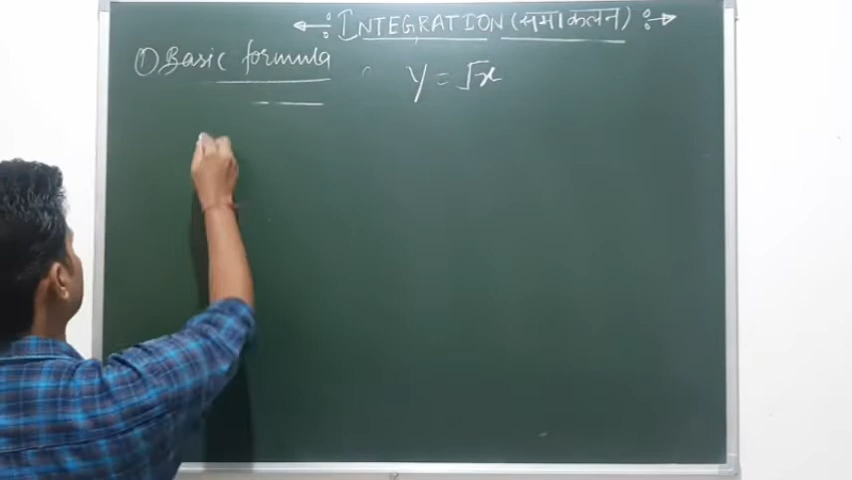 INTEGRATION (समाकलन)
① Basic formula y = √x